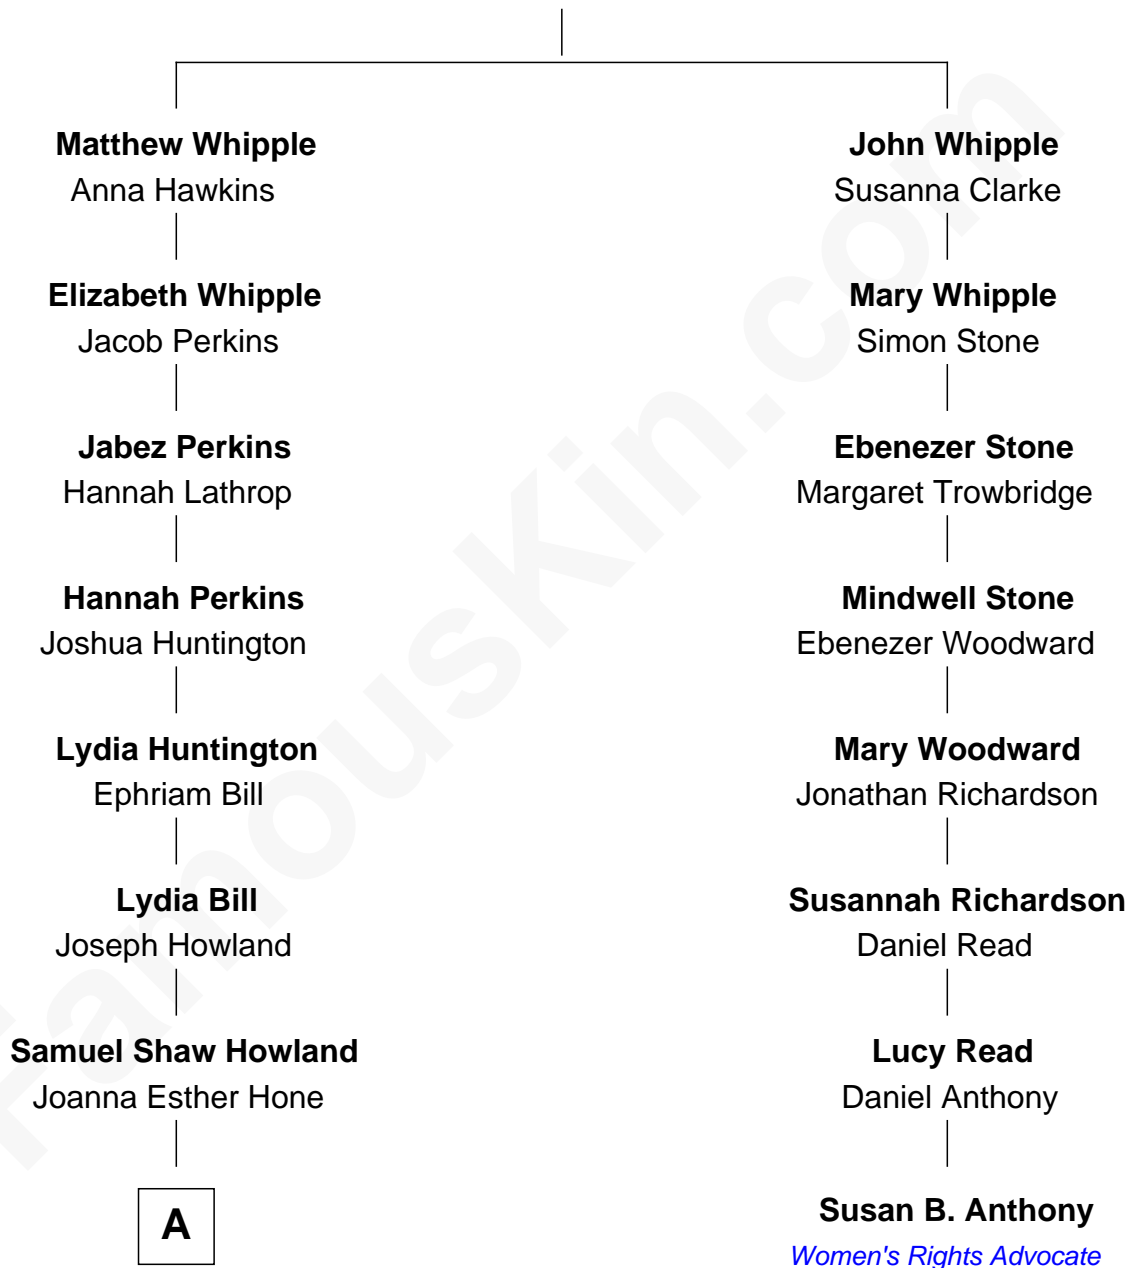 Matthew Whipple
Anna Hawkins
Elizabeth Whipple
Jacob Perkins
Jabez Perkins
Hannah Lathrop
Hannah Perkins
Joshua Huntington
Lydia Huntington
Ephriam Bill
Lydia Bill
Joseph Howland
Samuel Shaw Howland
Joanna Esther Hone
A
John Whipple
Susanna Clarke
Mary Whipple
Simon Stone
Ebenezer Stone
Margaret Trowbridge
Mindwell Stone
Ebenezer Woodward
Mary Woodward
Jonathan Richardson
Susannah Richardson
Daniel Read
Lucy Read
Daniel Anthony
Susan B. Anthony
Women's Rights Advocate
FamousKin.com